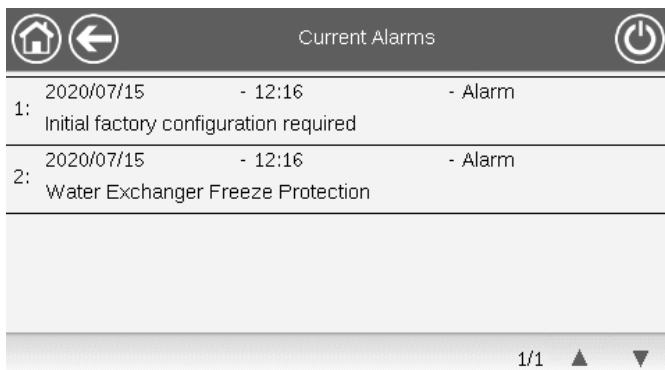 Current Alarms
1: 2020/07/15 - 12:16 - Alarm
Initial factory configuration required
2: 2020/07/15 - 12:16 - Alarm
Water Exchanger Freeze Protection
1/1